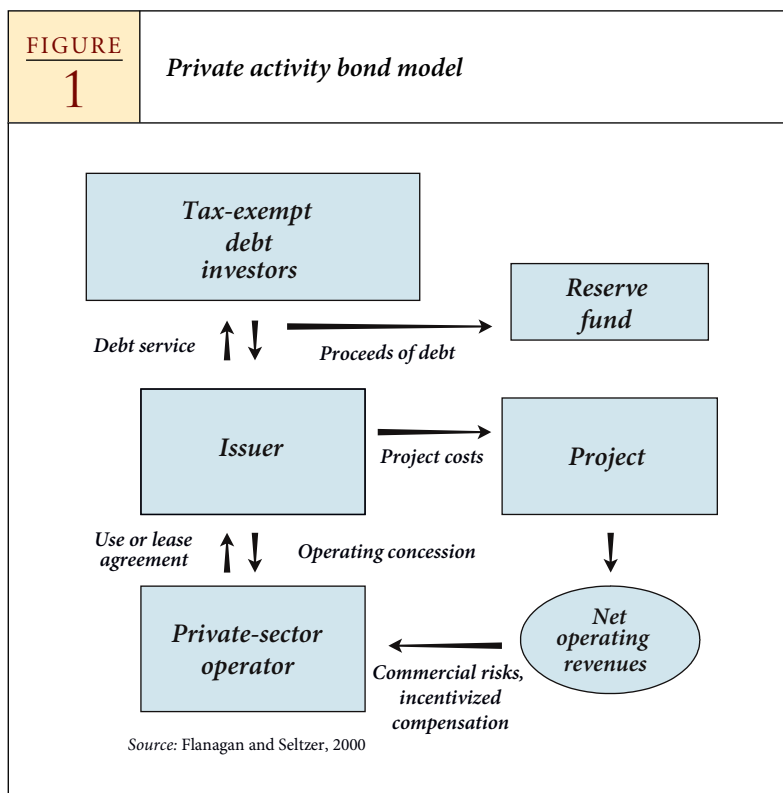 FIGURE
1
Private activity bond model
Tax-exempt
debt
investors
Reserve
fund
Debt service
Proceeds of debt
Issuer
Project costs
Project
Use or lease
agreement
Operating concession
Private-sector
operator
Net
operating
revenues
Commercial risks,
incentivized
compensation
Source: Flanagan and Seltzer, 2000